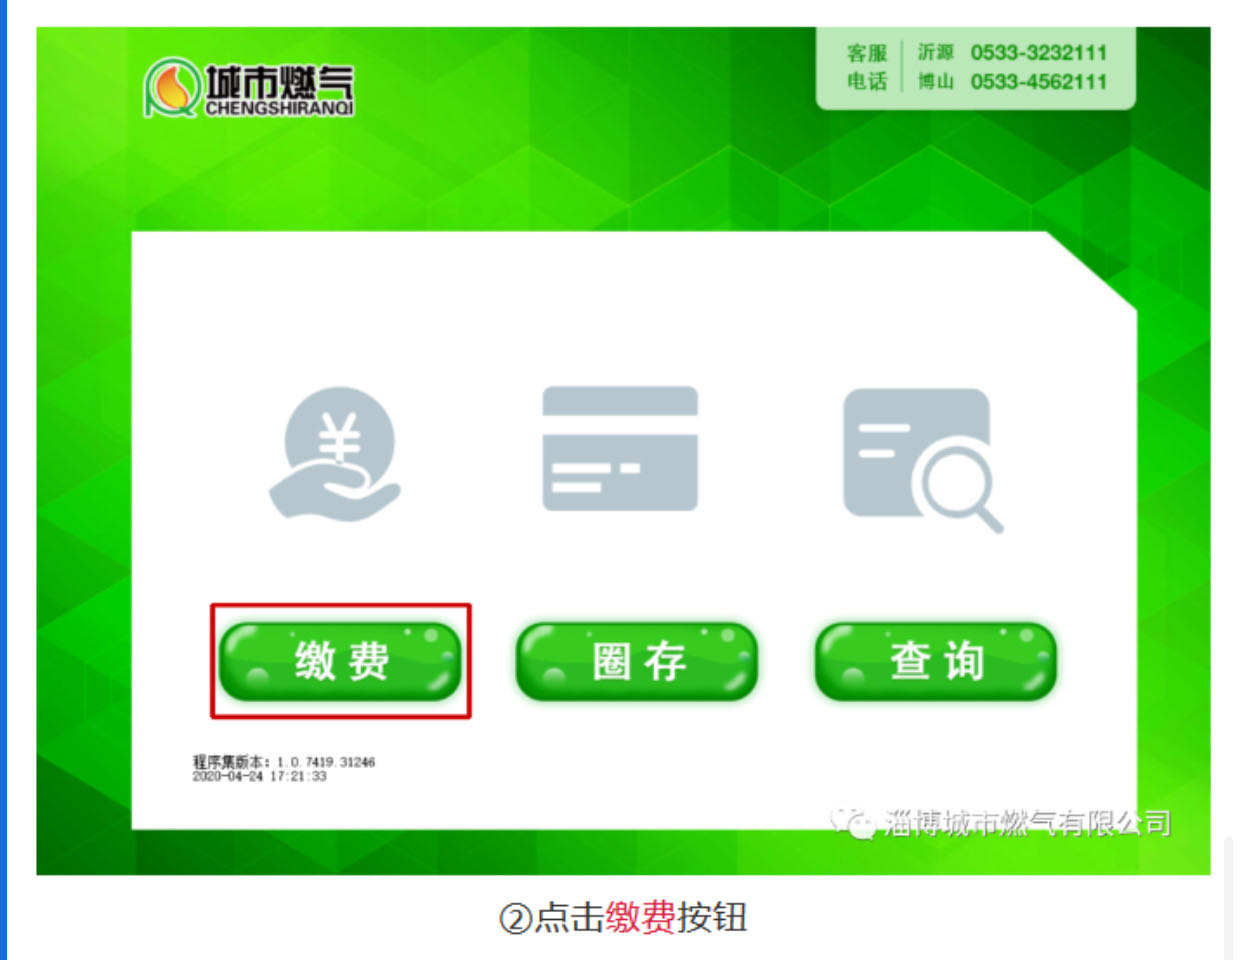 城市燃气
CHENGSHIRANQI
客服电话
沂源 0533-3232111
博山 0533-4562111
¥
缴费
圈存
查询
程序集版本: 1.0.7419.31246
2020-04-24 17:21:33
淄博城市燃气有限公司
②点击缴费按钮